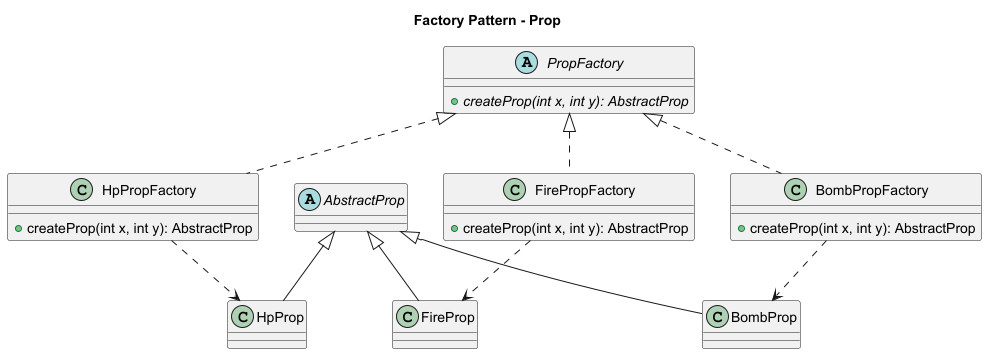 Factory Pattern - Prop
A PropFactory
createProp(int x, int y): AbstractProp
C HpPropFactory
createProp(int x, int y): AbstractProp
A AbstractProp
C FirePropFactory
createProp(int x, int y): AbstractProp
C BombPropFactory
createProp(int x, int y): AbstractProp
C HpProp
C FireProp
C BombProp